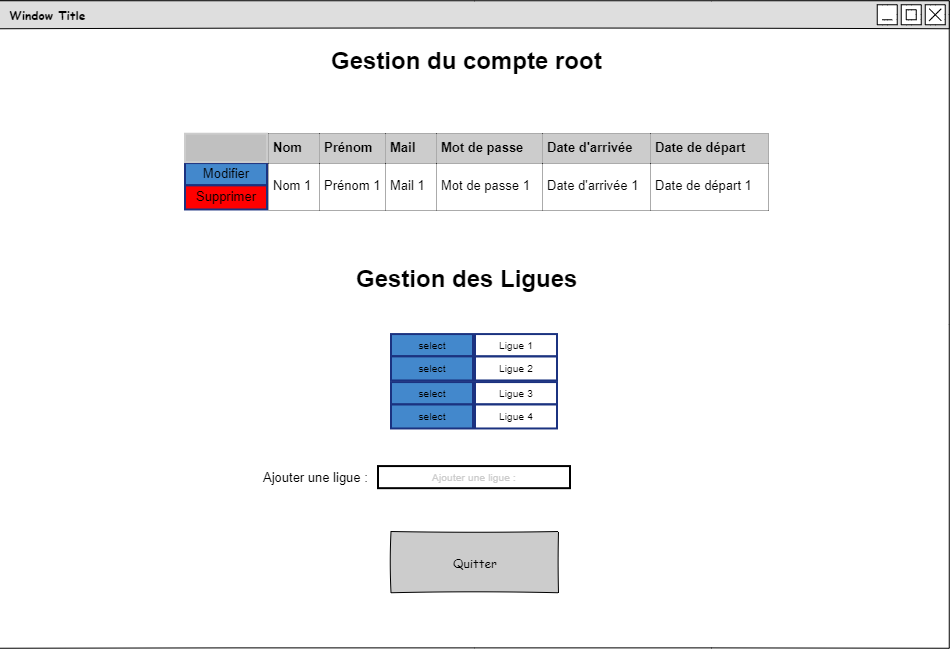 Window Title
Gestion du compte root
Nom Prénom Mail Mot de passe Date d'arrivée Date de départ
Modifier
Supprimer
Nom 1 Prénom 1 Mail 1 Mot de passe 1 Date d'arrivée 1 Date de départ 1
Gestion des Ligues
select Ligue 1
select Ligue 2
select Ligue 3
select Ligue 4
Ajouter une ligue : Ajouter une ligue :
Quitter